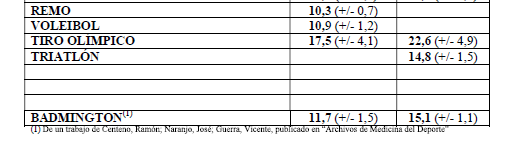 REMO 10,3 (+/- 0,7)
VOLEIBOL 10,9 (+/- 1,2)
TIRO OLIMPICO 17,5 (+/- 4,1) 22,6 (+/- 4,9)
TRIATLÓN 14,8 (+/- 1,5)
BADMINGTON(1) 11,7 (+/- 1,5) 15,1 (+/- 1,1)
(1) De un trabajo de Centeno, Ramón; Naranjo, José; Guerra, Vicente, publicado en "Archivos de Medicina del Deporte"